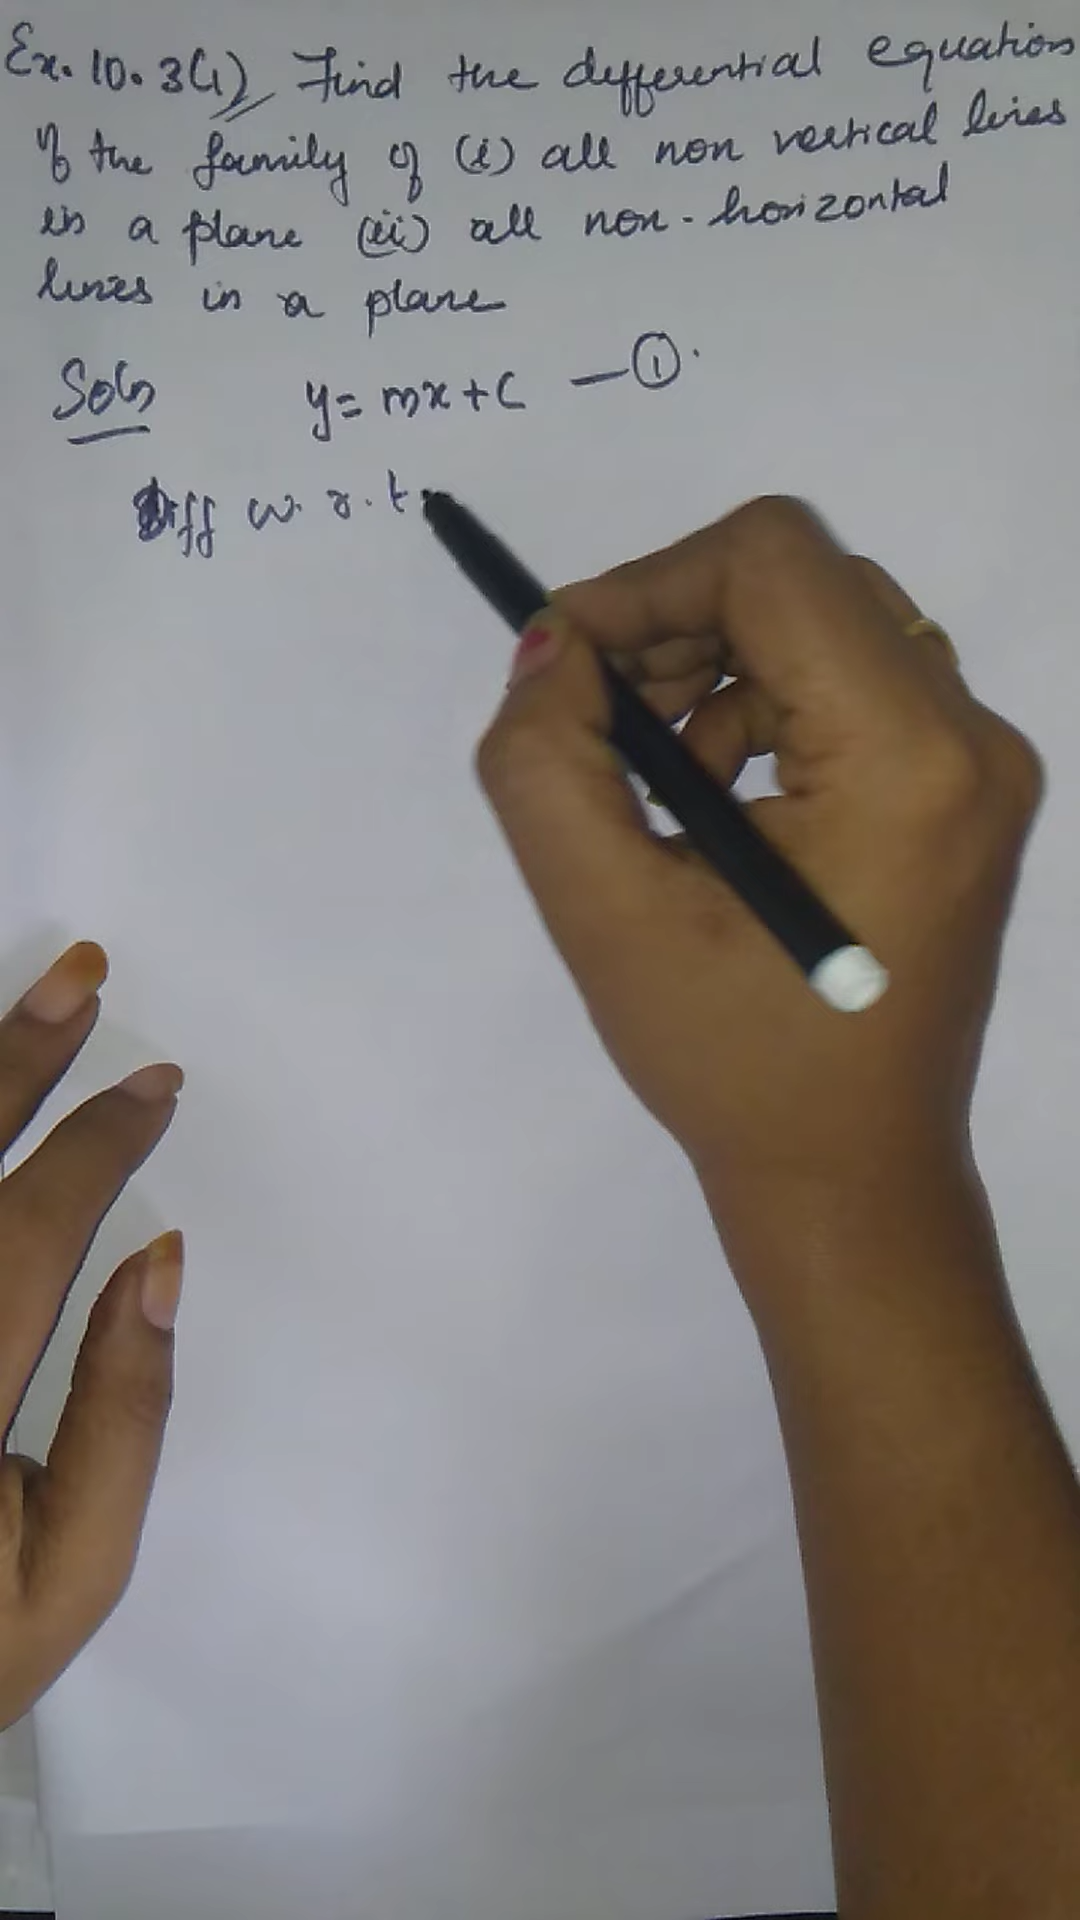 Ex. 10.3(1) Find the differential equation
of the family of (i) all non vertical lines
in a plane (ii) all non-horizontal
lines in a plane
Soln y = mx + c — ①.
Diff w.r.t